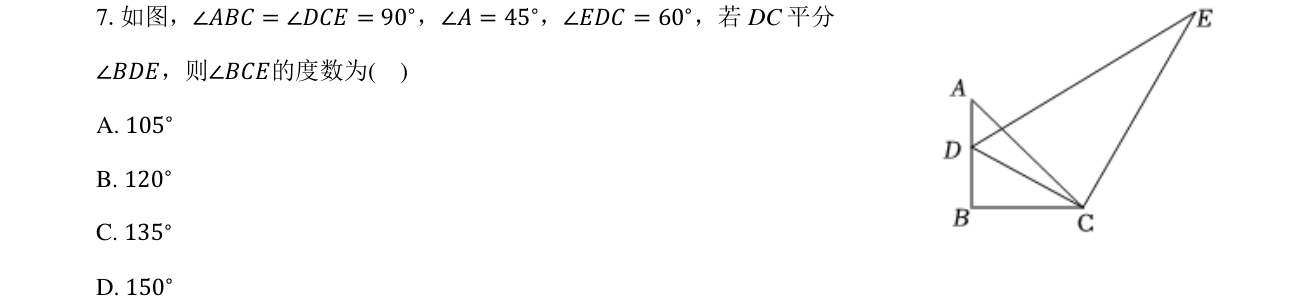 7. 如图，∠ABC = ∠DCE = 90°，∠A = 45°，∠EDC = 60°，若 DC 平分
∠BDE，则∠BCE的度数为( )
A. 105°
B. 120°
C. 135°
D. 150°
E
A
D
B
C